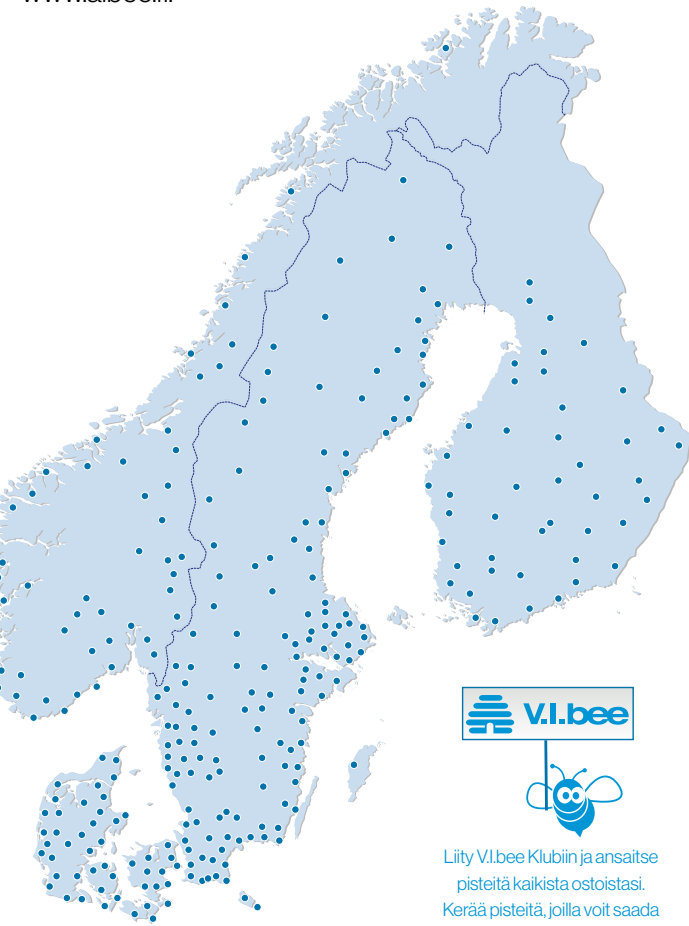 V.I.bee
Liity V.I.bee Klubiin ja ansaitse
pisteitä kaikista ostoistasi.
Kerää pisteitä, joilla voit saada